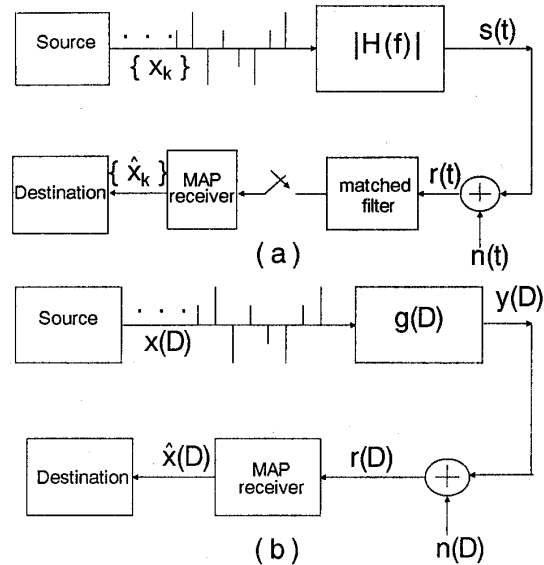 Source
. . .
{ x_k }
|H(f)|
s(t)
Destination
{ x̂_k }
MAP
receiver
matched
filter
r(t)
+
n(t)
( a )
Source
. . .
x(D)
g(D)
y(D)
Destination
x̂(D)
MAP
receiver
r(D)
+
n(D)
( b )